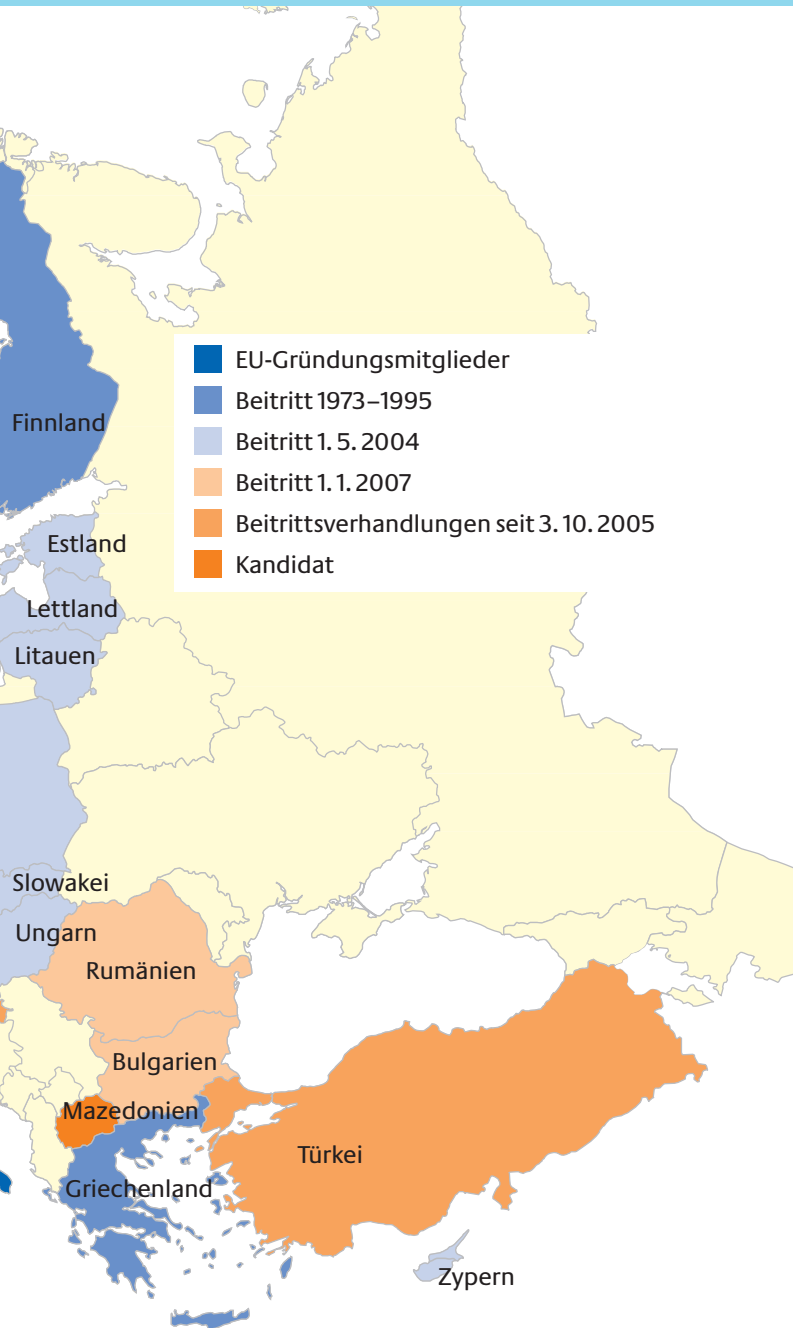 EU-Gründungsmitglieder
Beitritt 1973–1995
Beitritt 1. 5. 2004
Beitritt 1. 1. 2007
Beitrittsverhandlungen seit 3. 10. 2005
Kandidat
Finnland
Estland
Lettland
Litauen
Slowakei
Ungarn
Rumänien
Bulgarien
Mazedonien
Türkei
Griechenland
Zypern